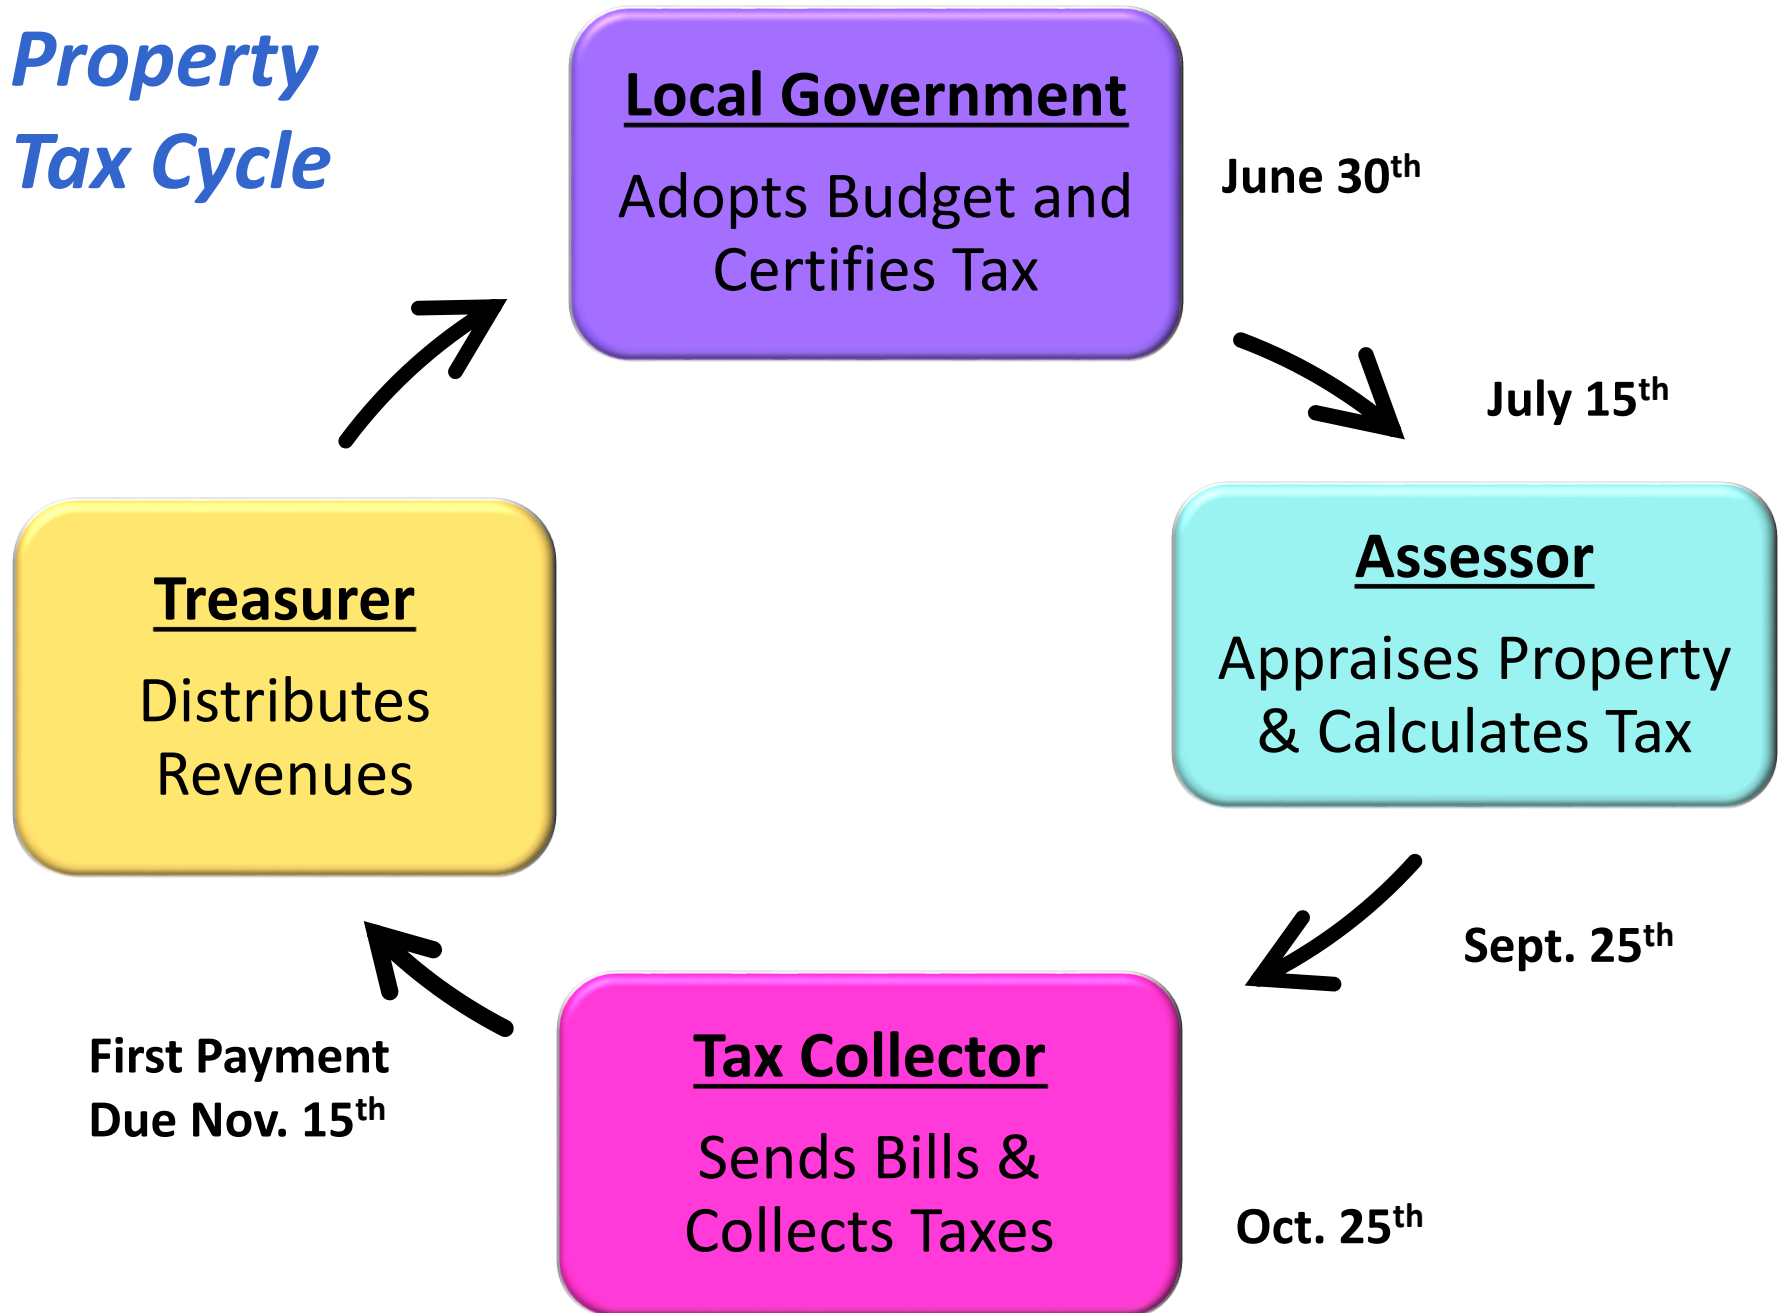 Property
Tax Cycle
Local Government
Adopts Budget and
Certifies Tax
June 30th
July 15th
Assessor
Appraises Property
& Calculates Tax
Sept. 25th
Tax Collector
Sends Bills &
Collects Taxes
Oct. 25th
First Payment
Due Nov. 15th
Treasurer
Distributes
Revenues